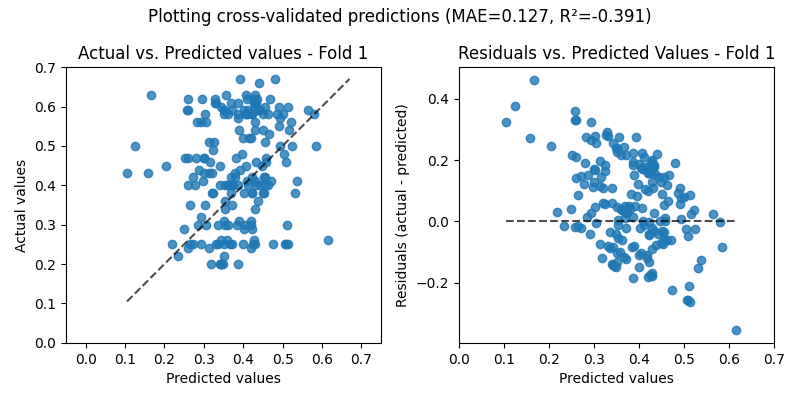 Plotting cross-validated predictions (MAE=0.127, R²=-0.391)
Actual vs. Predicted values - Fold 1
Actual values
0.7
0.6
0.5
0.4
0.3
0.2
0.1
0.0
0.0 0.1 0.2 0.3 0.4 0.5 0.6 0.7
Predicted values
Residuals vs. Predicted Values - Fold 1
Residuals (actual - predicted)
0.4
0.2
0.0
−0.2
0.0 0.1 0.2 0.3 0.4 0.5 0.6 0.7
Predicted values